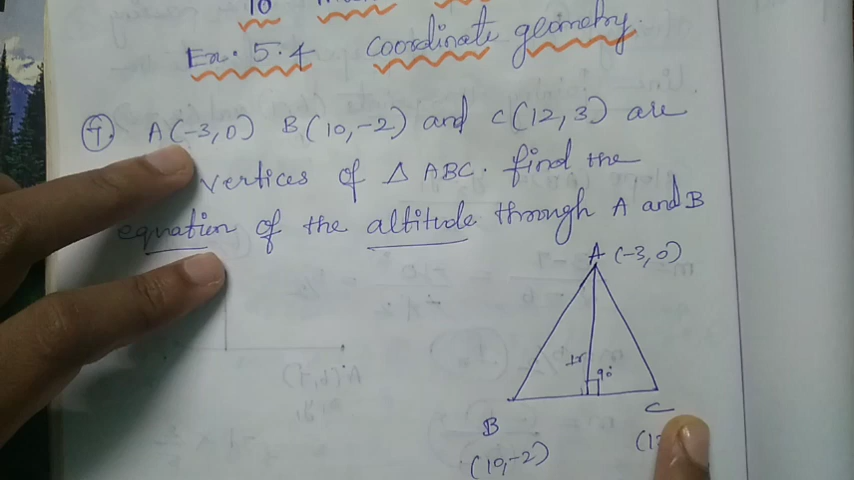 10
Ex. 5.4 Coordinate geometry.
7. A(-3,0) B(10,-2) and C(12,3) are
vertices of Δ ABC. find the
equation of the altitude through A and B
A (-3,0)
90
B
C
(10,-2)